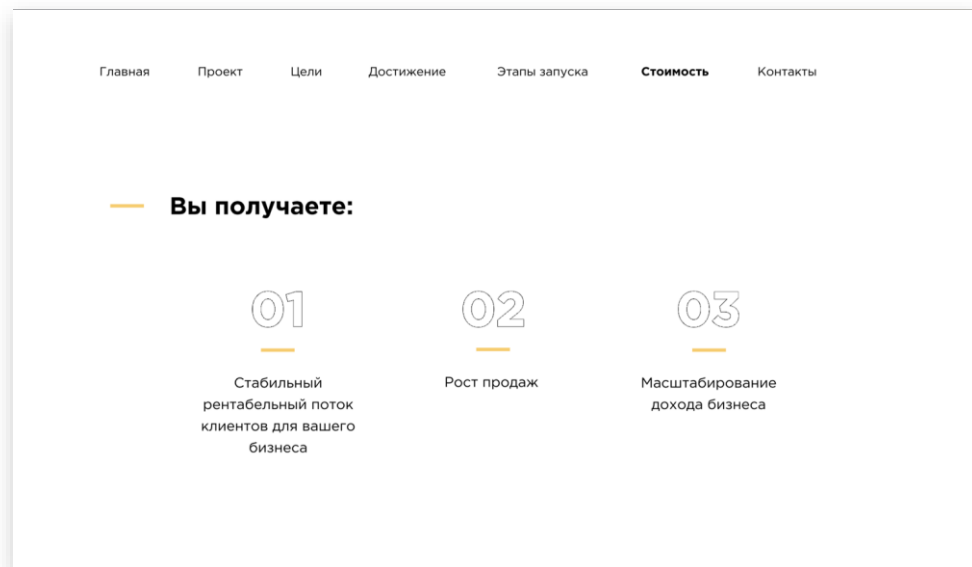 Главная Проект Цели Достижение Этапы запуска Стоимость Контакты
Вы получаете:
01
Стабильный
рентабельный поток
клиентов для вашего
бизнеса
02
Рост продаж
03
Масштабирование
дохода бизнеса